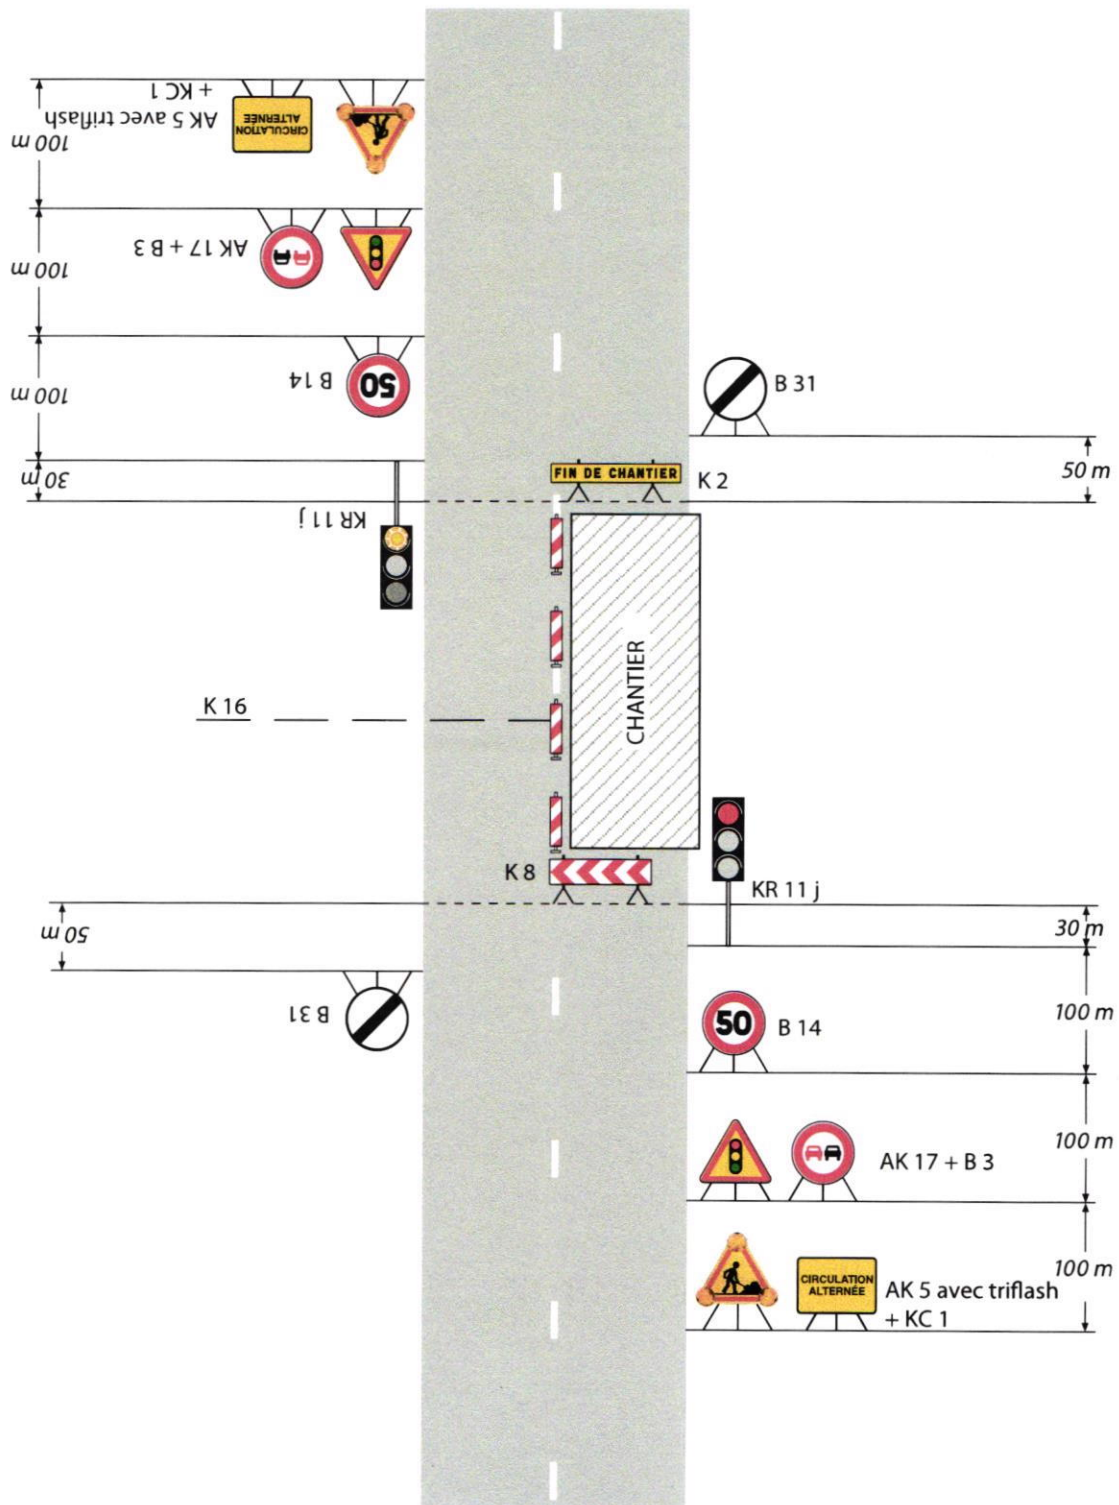 AK 5 avec triflash
+ KC 1
CIRCULATION
ALTERNÉE
100 m
AK 17 + B 3
100 m
B 14
50
100 m
B 31
50 m
FIN DE CHANTIER
K 2
30 m
KR 11 j
CHANTIER
K 16
K 8
KR 11 j
30 m
50 m
B 31
50
B 14
100 m
AK 17 + B 3
100 m
CIRCULATION
ALTERNÉE
AK 5 avec triflash
+ KC 1
100 m